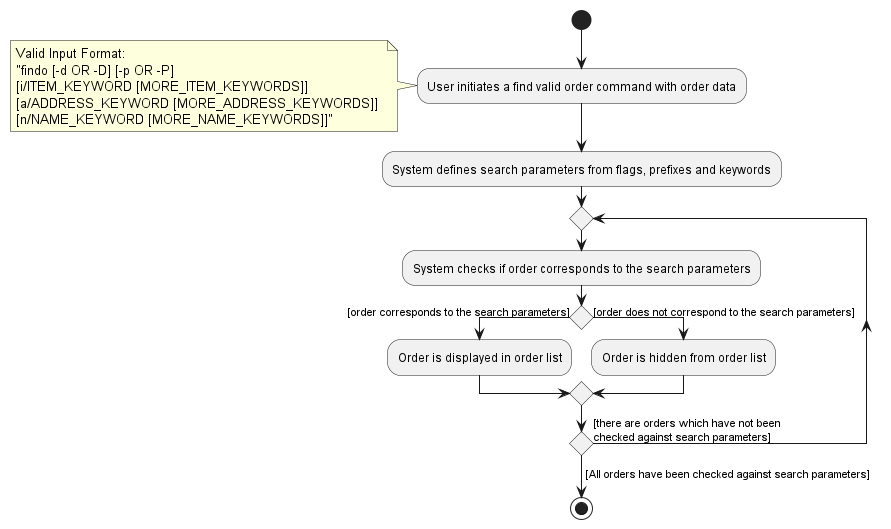 Valid Input Format:
"findo [-d OR -D] [-p OR -P]
[i/ITEM_KEYWORD [MORE_ITEM_KEYWORDS]]
[a/ADDRESS_KEYWORD [MORE_ADDRESS_KEYWORDS]]
[n/NAME_KEYWORD [MORE_NAME_KEYWORDS]]"
User initiates a find valid order command with order data
System defines search parameters from flags, prefixes and keywords
System checks if order corresponds to the search parameters
[order corresponds to the search parameters]
[order does not correspond to the search parameters]
Order is displayed in order list
Order is hidden from order list
[there are orders which have not been
checked against search parameters]
[All orders have been checked against search parameters]